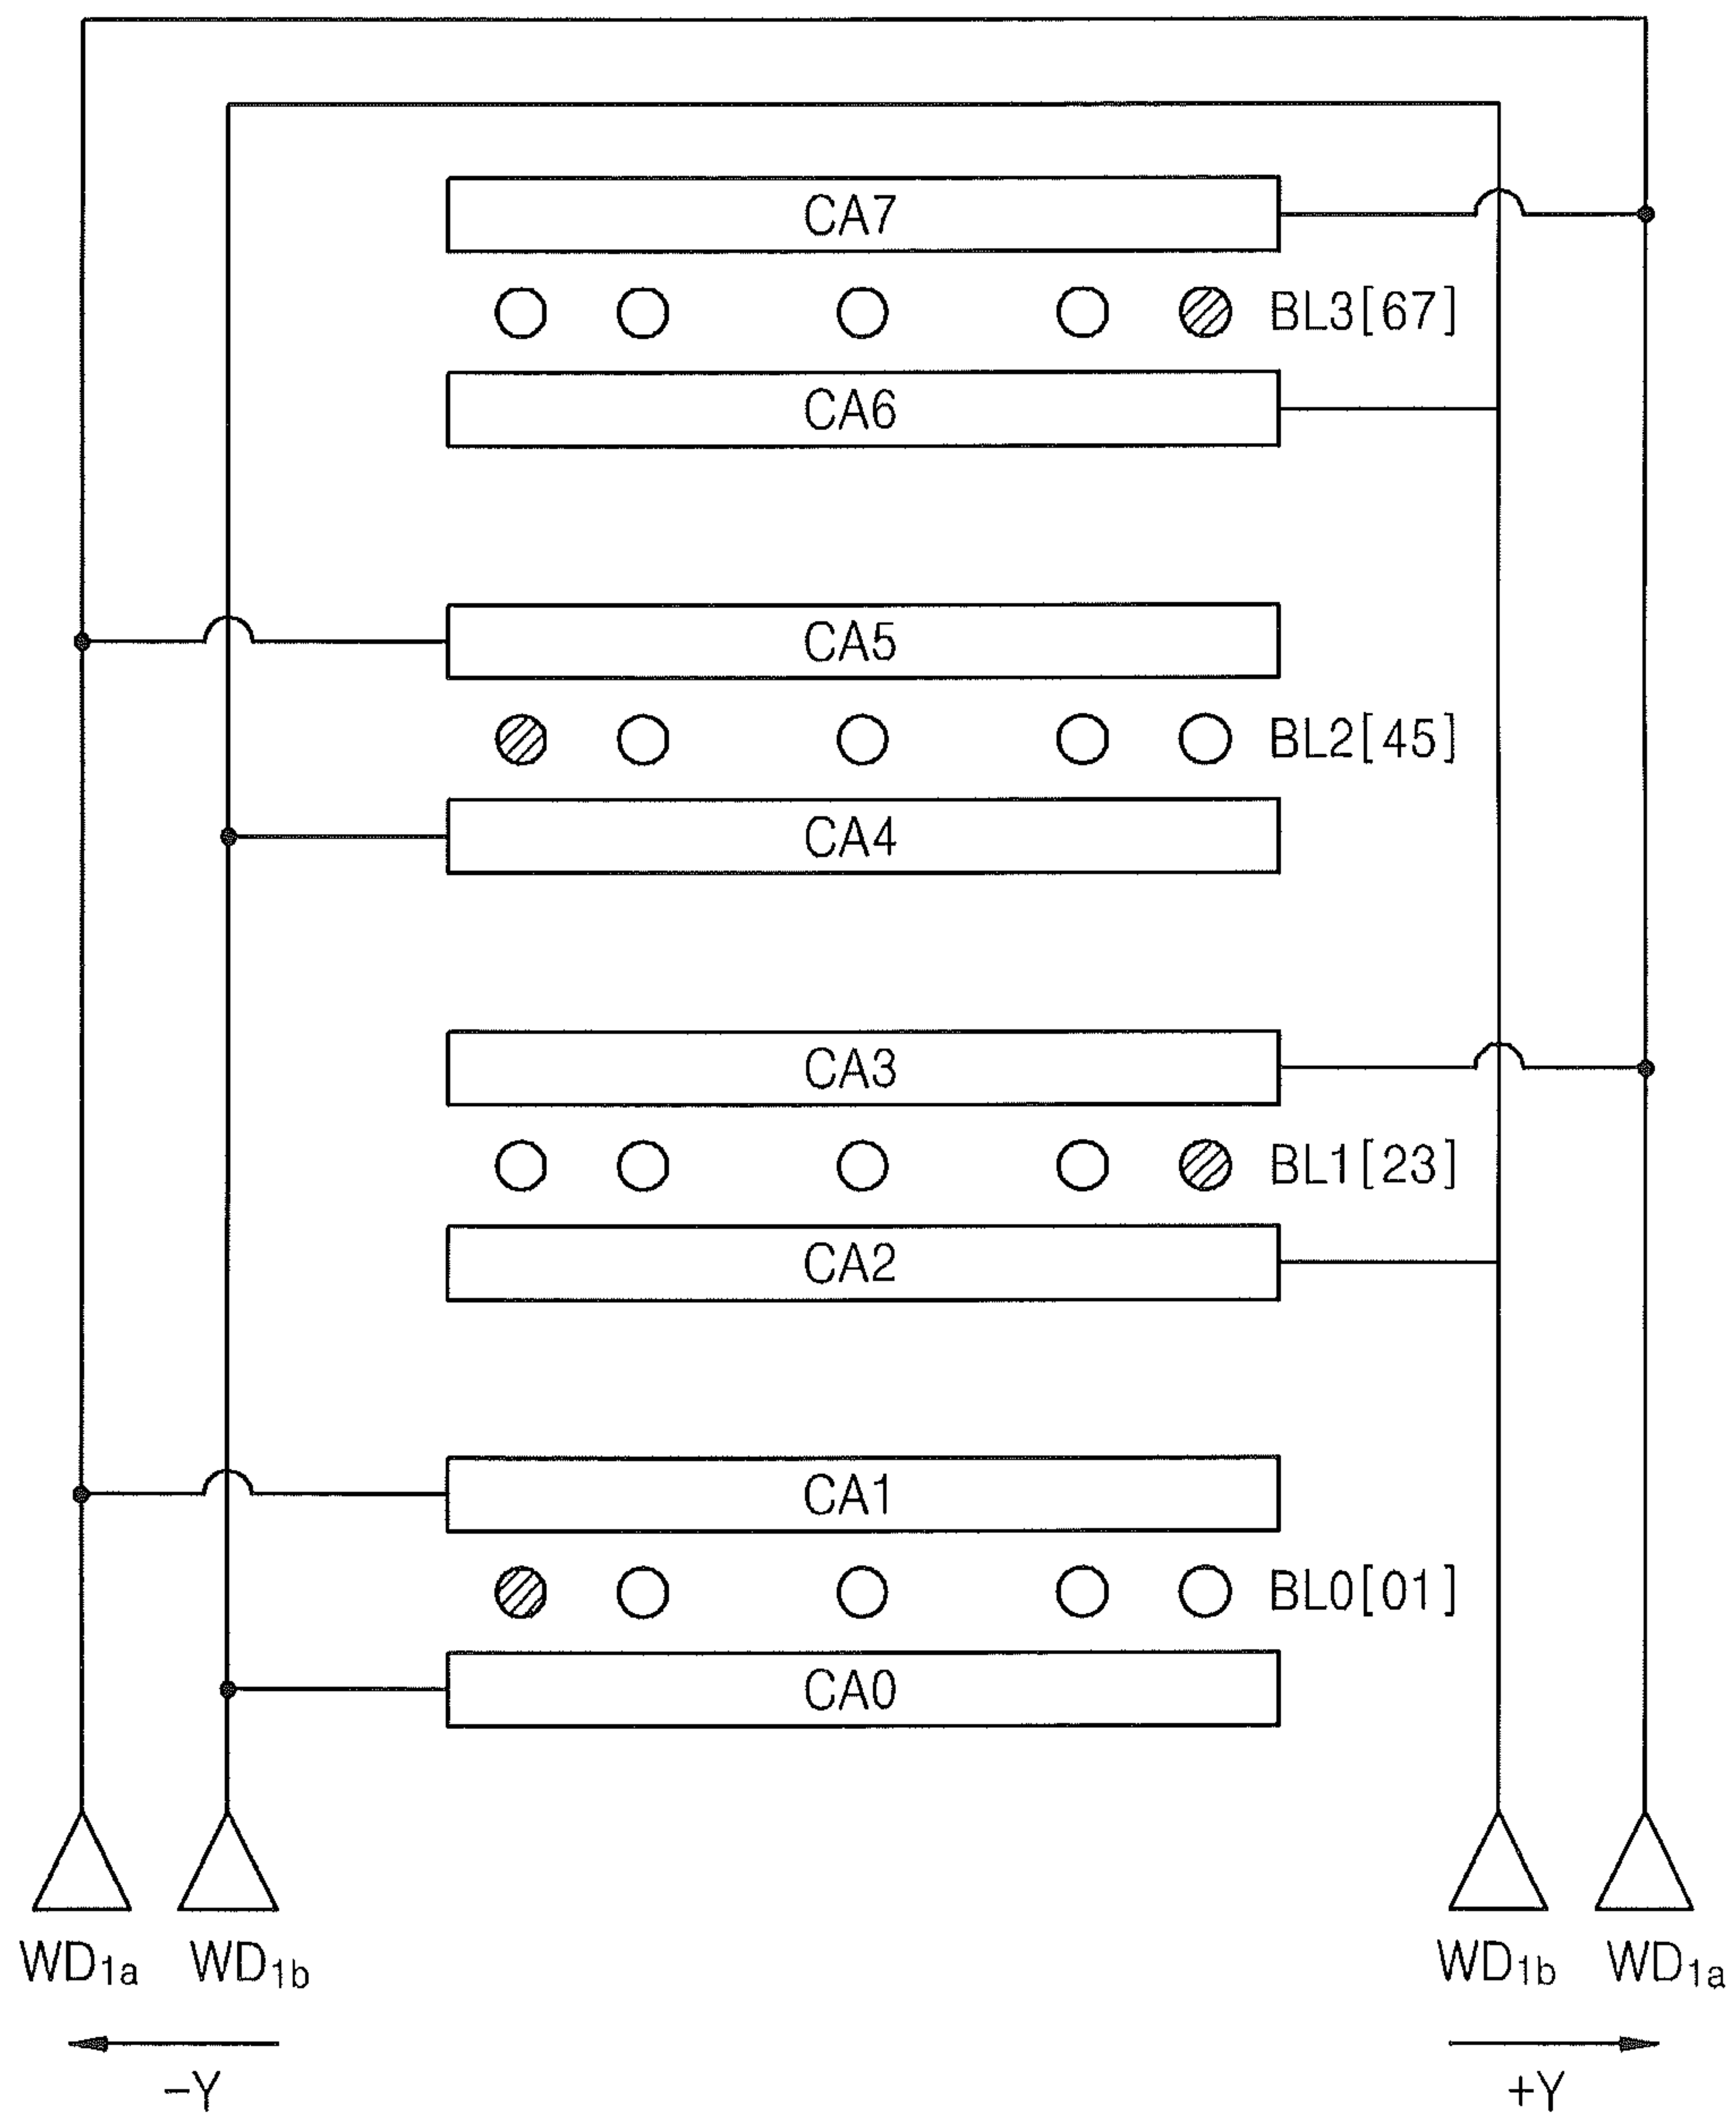 CA7
BL3[67]
CA6
CA5
BL2[45]
CA4
CA3
BL1[23]
CA2
CA1
BL0[01]
CA0
WD1a WD1b WD1b WD1a
-Y +Y